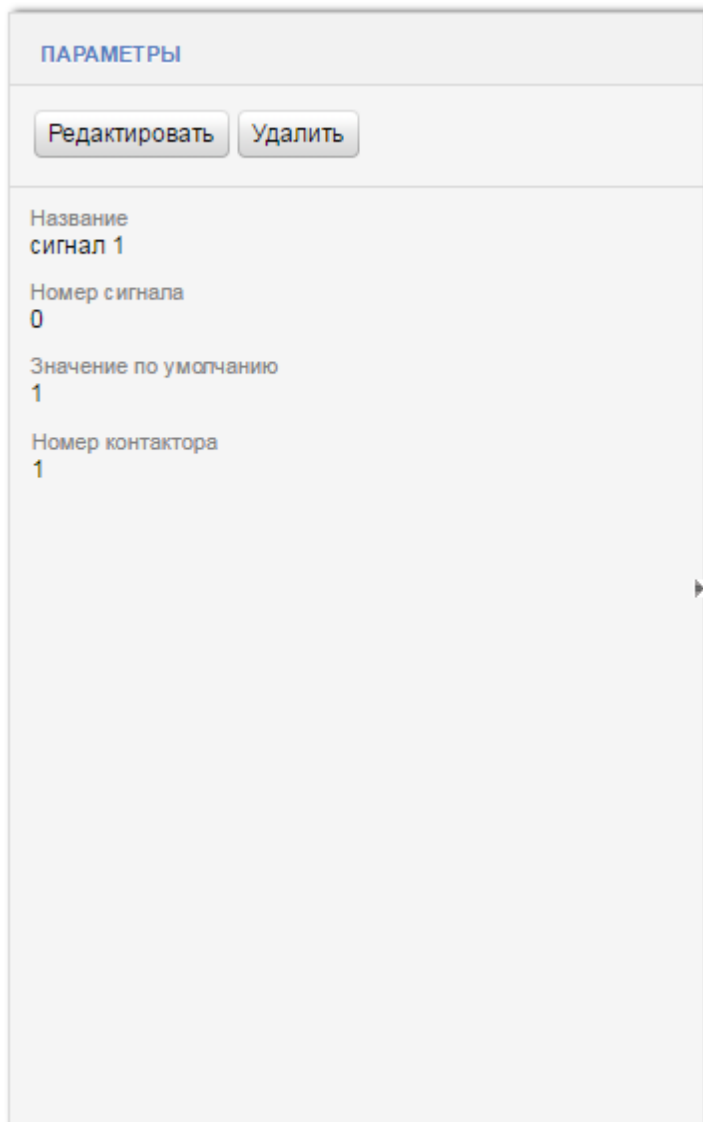 ПАРАМЕТРЫ
Редактировать Удалить
Название
сигнал 1
Номер сигнала
0
Значение по умолчанию
1
Номер контактора
1